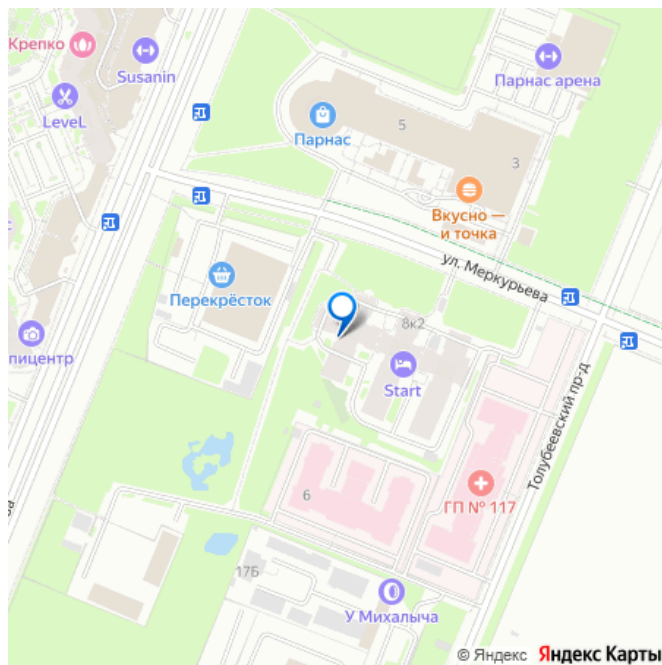 Крепко
Susanin
LeveL
Парнас арена
Парнас
5
3
Вкусно —
и точка
ул. Меркурьева
Перекрёсток
8к2
пицентр
Start
Толубеевский пр-д
6
ГП № 117
17Б
У Михалыча
© Яндекс Яндекс Карты